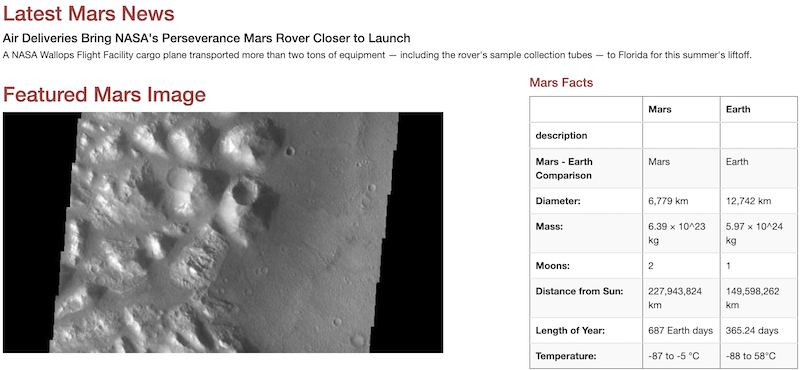 Latest Mars News
Air Deliveries Bring NASA's Perseverance Mars Rover Closer to Launch
A NASA Wallops Flight Facility cargo plane transported more than two tons of equipment — including the rover's sample collection tubes — to Florida for this summer's liftoff.
Featured Mars Image
Mars Facts
Mars Earth
description
Mars - Earth Mars Earth
Comparison
Diameter: 6,779 km 12,742 km
Mass: 6.39 × 10^23 5.97 × 10^24
kg kg
Moons: 2 1
Distance from Sun: 227,943,824 149,598,262
km km
Length of Year: 687 Earth days 365.24 days
Temperature: -87 to -5 °C -88 to 58°C